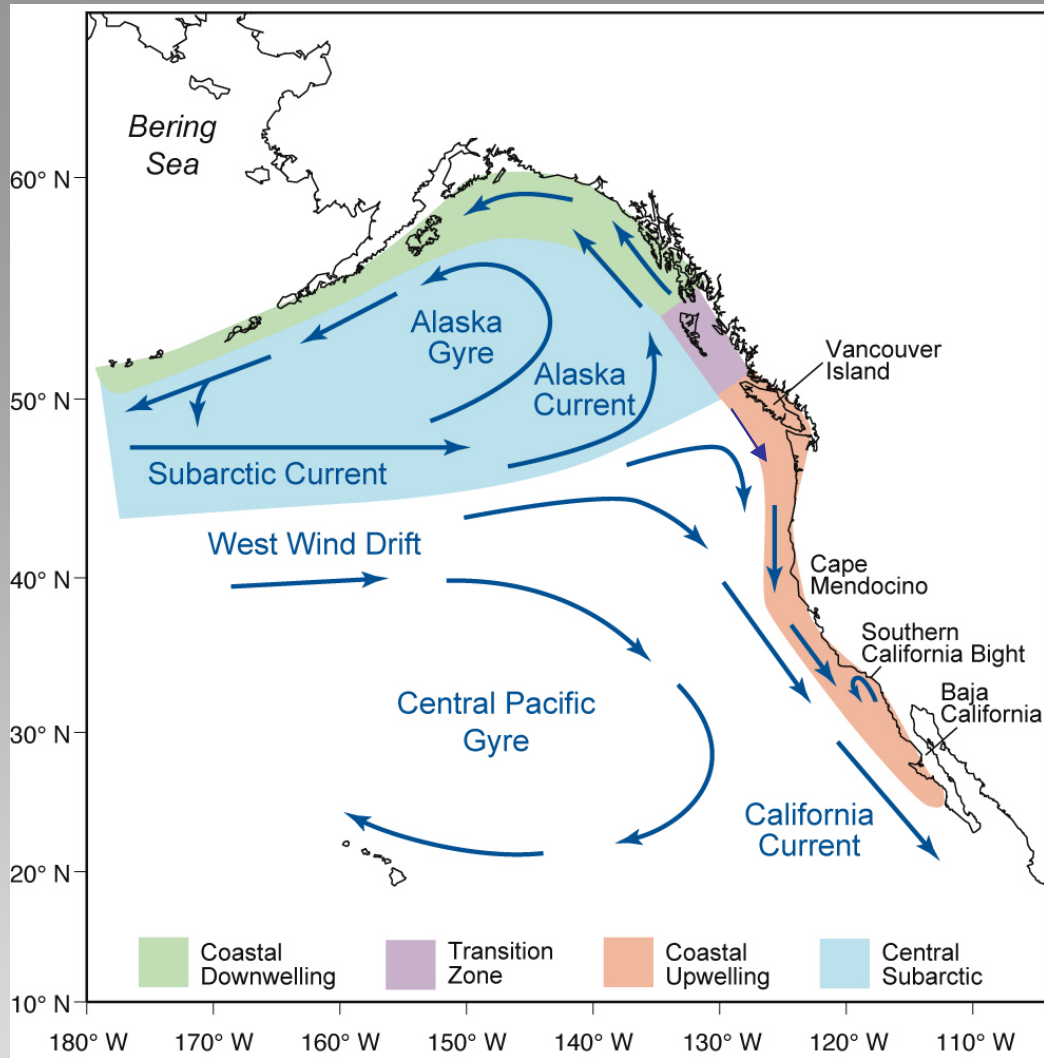 Bering
Sea
60° N
Alaska
Gyre
Alaska
Current
Vancouver
Island
50° N
Subarctic Current
West Wind Drift
40° N
Cape
Mendocino
Southern
California Bight
Baja
California
Central Pacific
Gyre
30° N
California
Current
20° N
Coastal
Downwelling
Transition
Zone
Coastal
Upwelling
Central
Subarctic
10° N
180° W 170° W 160° W 150° W 140° W 130° W 120° W 110° W